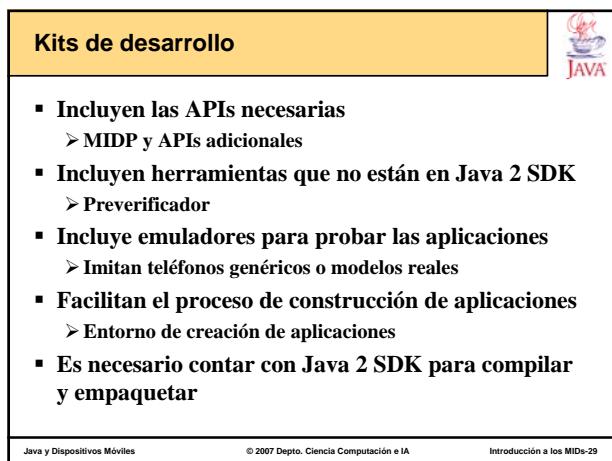 Kits de desarrollo
JAVA
▪ Incluyen las APIs necesarias
➢ MIDP y APIs adicionales
▪ Incluyen herramientas que no están en Java 2 SDK
➢ Preverificador
▪ Incluye emuladores para probar las aplicaciones
➢ Imitan teléfonos genéricos o modelos reales
▪ Facilitan el proceso de construcción de aplicaciones
➢ Entorno de creación de aplicaciones
▪ Es necesario contar con Java 2 SDK para compilar
y empaquetar
Java y Dispositivos Móviles © 2007 Depto. Ciencia Computación e IA Introducción a los MIDs-29